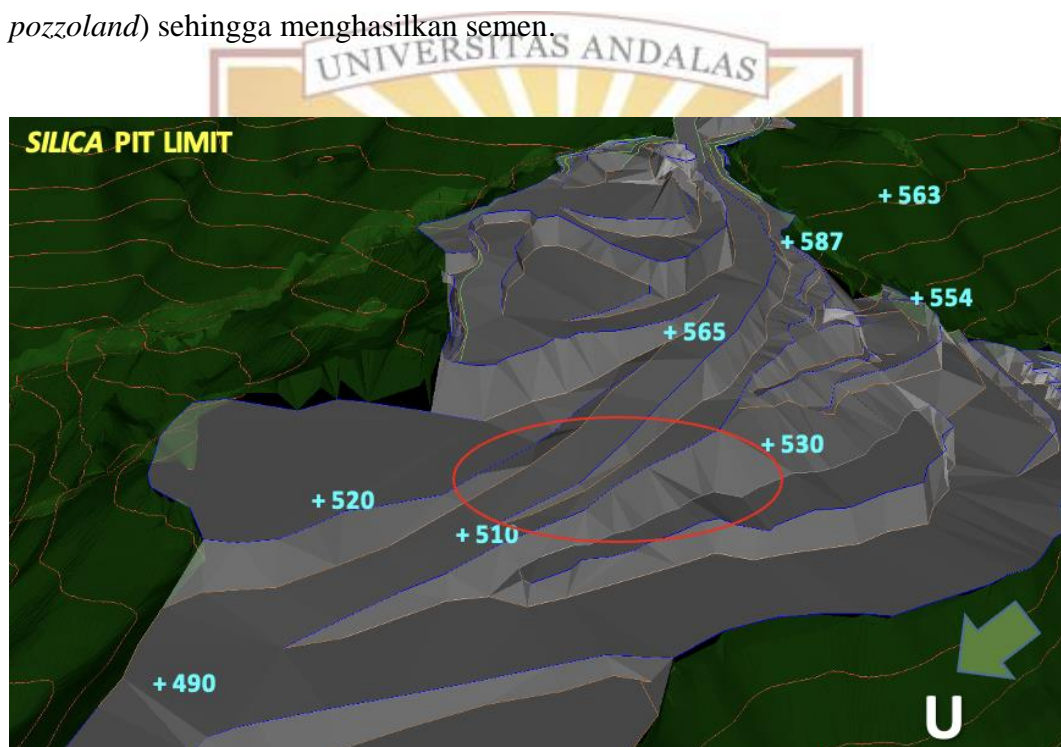 pozzoland) sehingga menghasilkan semen.
UNIVERSITAS ANDALAS
SILICA PIT LIMIT
+ 563
+ 587
+ 554
+ 565
+ 530
+ 520
+ 510
+ 490
U